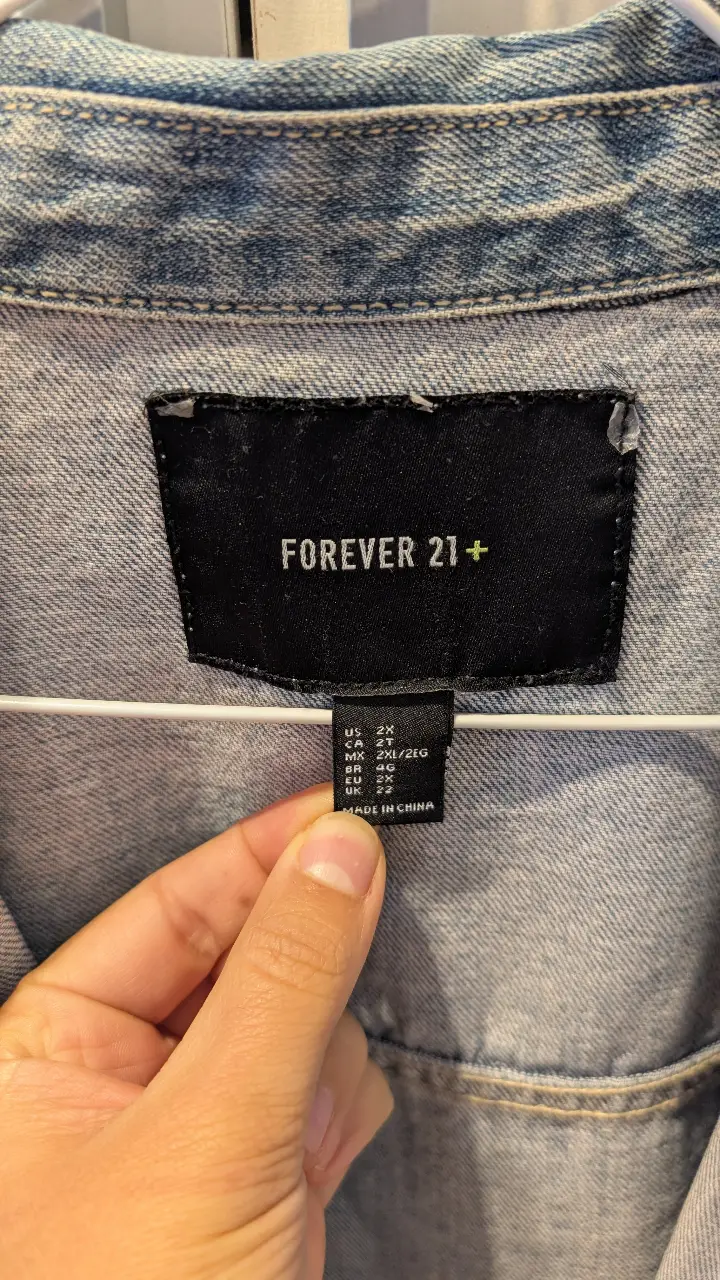 FOREVER 21+
US 2X
CA 2T
MX 2XL/2EG
BR 4G
EU 2X
UK 22
MADE IN CHINA